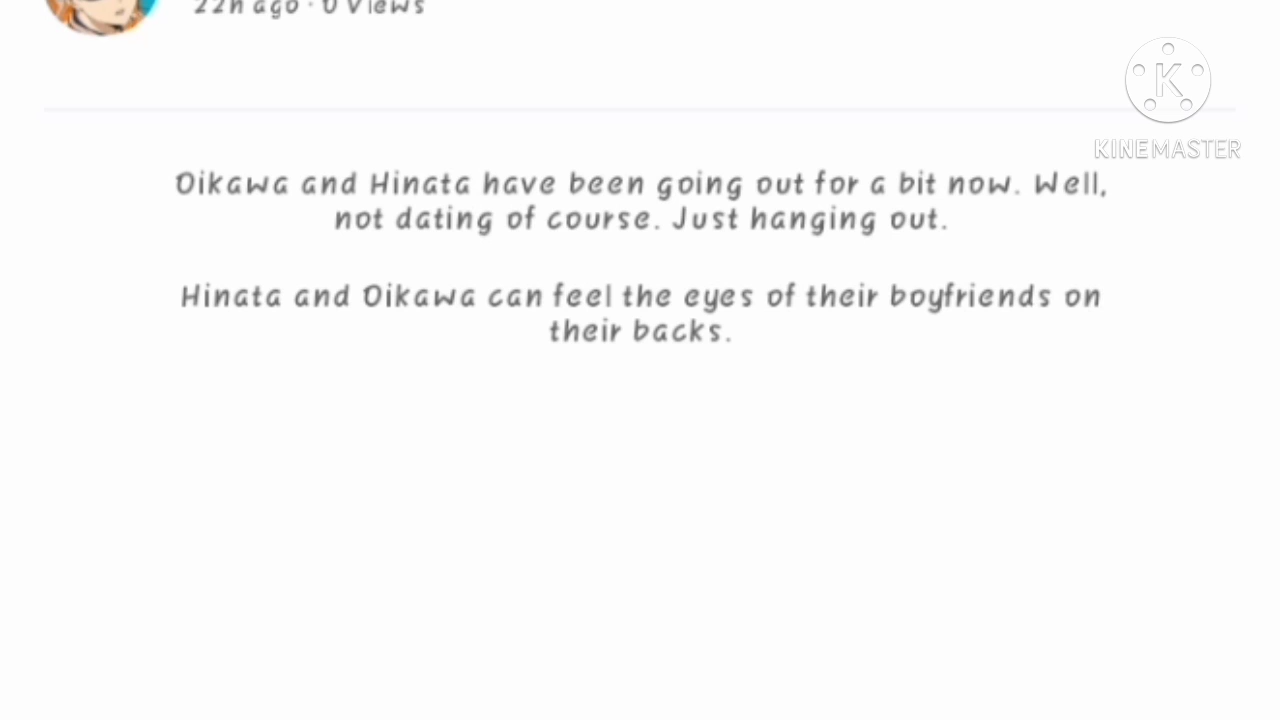 22h ago · 0 Views
KINEMASTER
Oikawa and Hinata have been going out for a bit now. Well,
not dating of course. Just hanging out.
Hinata and Oikawa can feel the eyes of their boyfriends on
their backs.